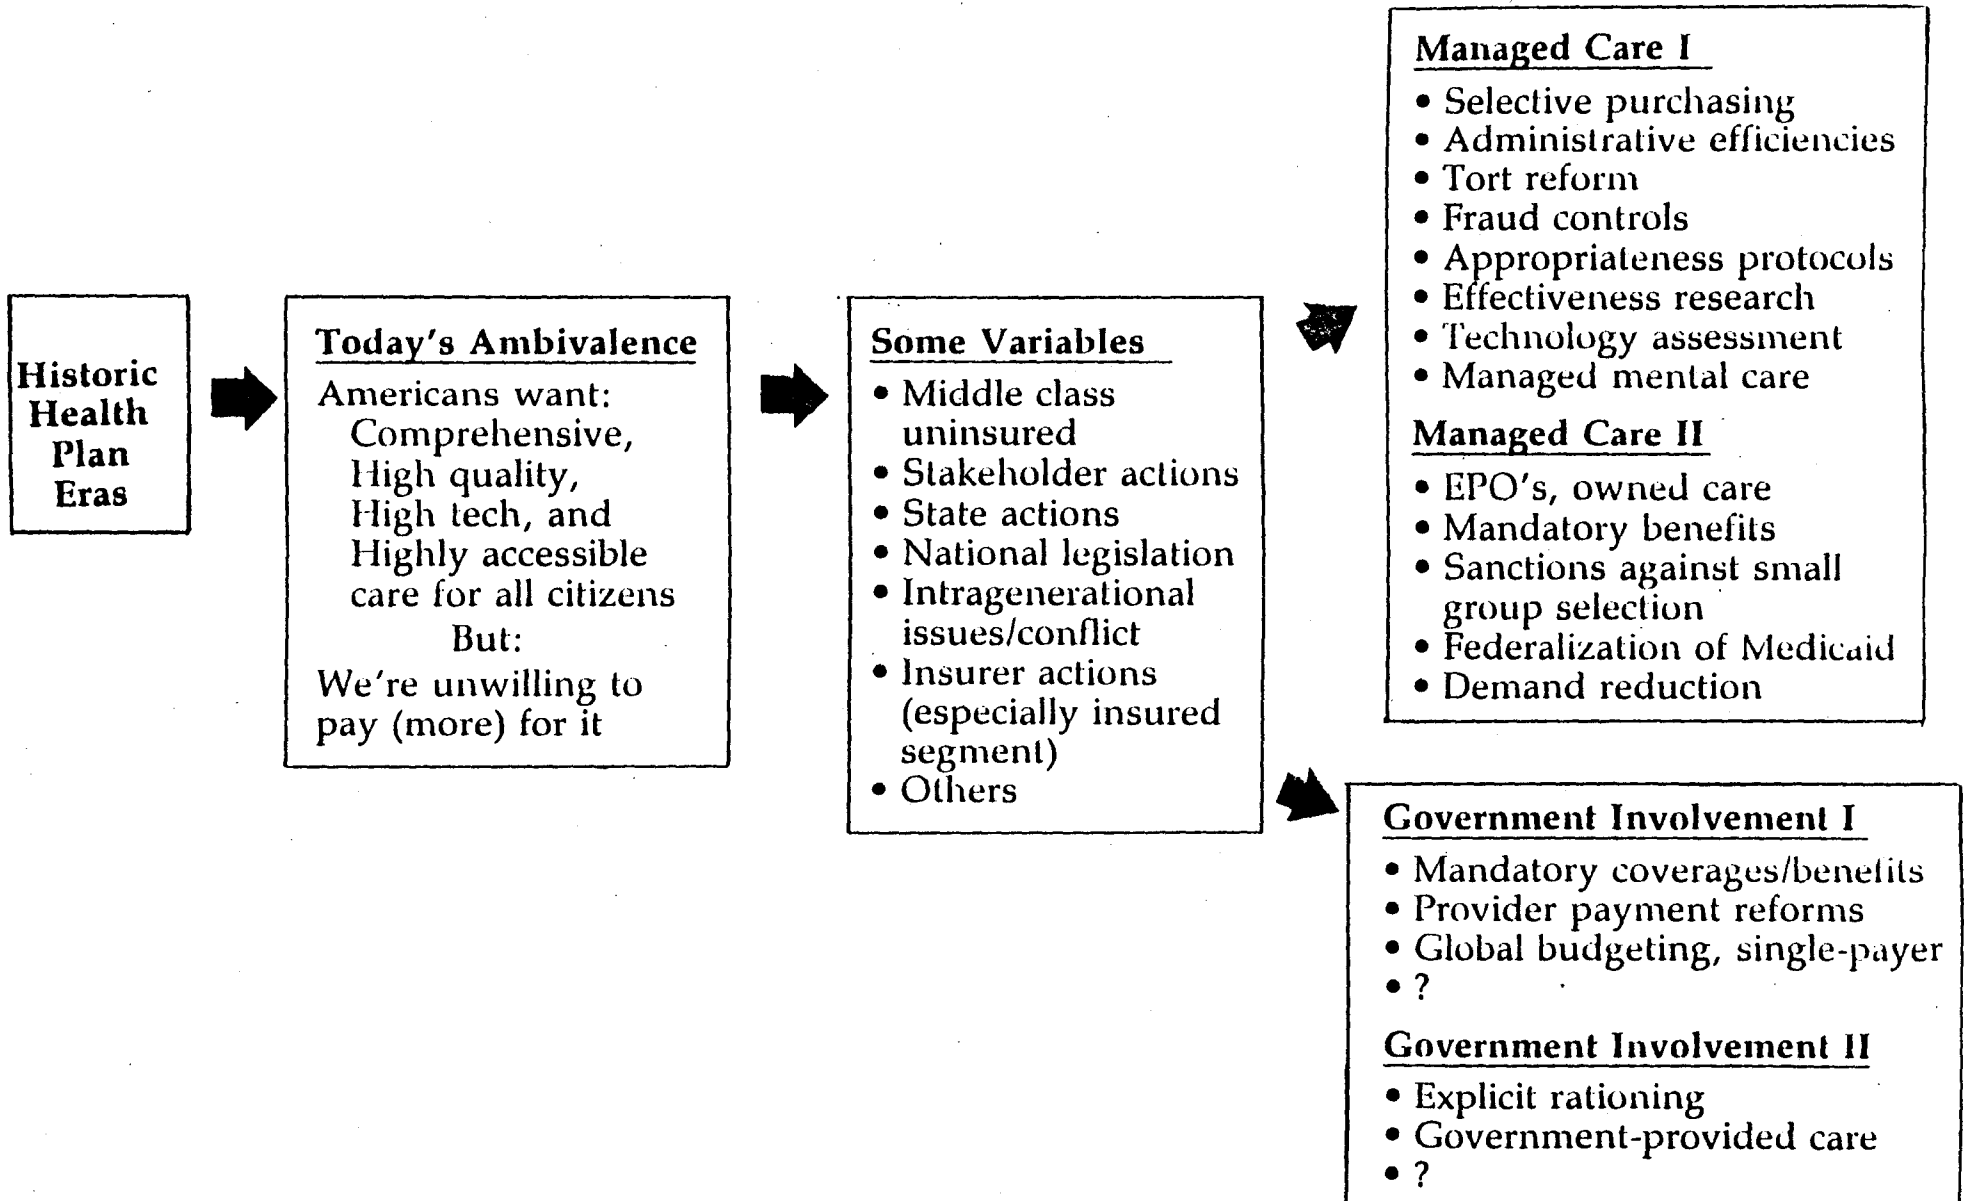 Historic
Health
Plan
Eras
Today's Ambivalence
Americans want:
Comprehensive,
High quality,
High tech, and
Highly accessible
care for all citizens
But:
We're unwilling to
pay (more) for it
Some Variables
• Middle class
uninsured
• Stakeholder actions
• State actions
• National legislation
• Intragenerational
issues/conflict
• Insurer actions
(especially insured
segment)
• Others
Managed Care I
• Selective purchasing
• Administrative efficiencies
• Tort reform
• Fraud controls
• Appropriateness protocols
• Effectiveness research
• Technology assessment
• Managed mental care
Managed Care II
• EPO's, owned care
• Mandatory benefits
• Sanctions against small
group selection
• Federalization of Medicaid
• Demand reduction
Government Involvement I
• Mandatory coverages/benefits
• Provider payment reforms
• Global budgeting, single-payer
• ?
Government Involvement II
• Explicit rationing
• Government-provided care
• ?